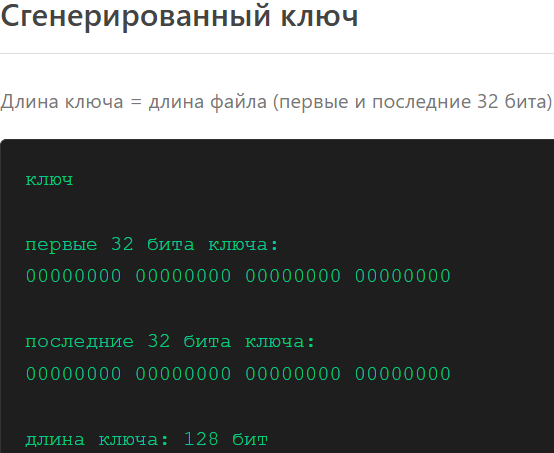 Сгенерированный ключ
Длина ключа = длина файла (первые и последние 32 бита)
ключ
первые 32 бита ключа:
00000000 00000000 00000000 00000000
последние 32 бита ключа:
00000000 00000000 00000000 00000000
длина ключа: 128 бит